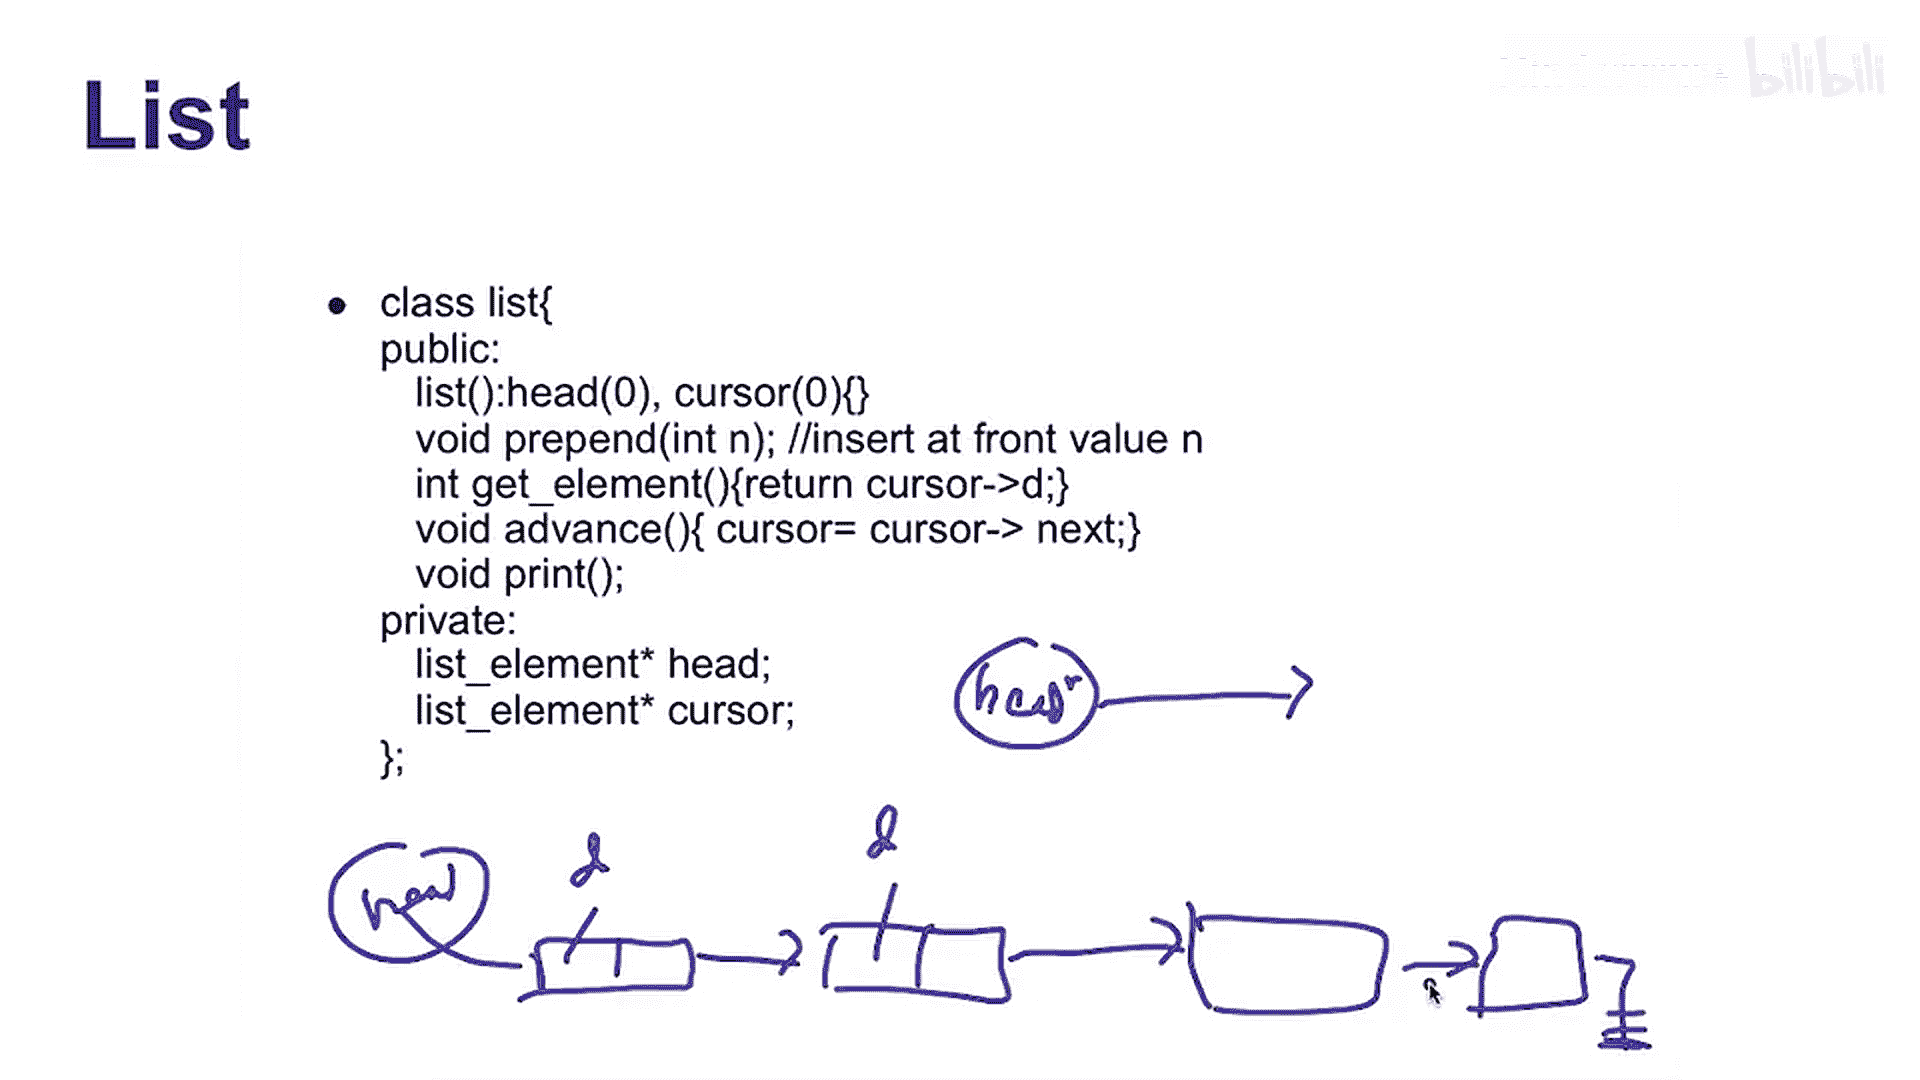 bilibili
List
• class list{
public:
list():head(0), cursor(0){}
void prepend(int n); //insert at front value n
int get_element(){return cursor->d;}
void advance(){ cursor= cursor-> next;}
void print();
private:
list_element* head;
list_element* cursor;
};
head
d
d
head